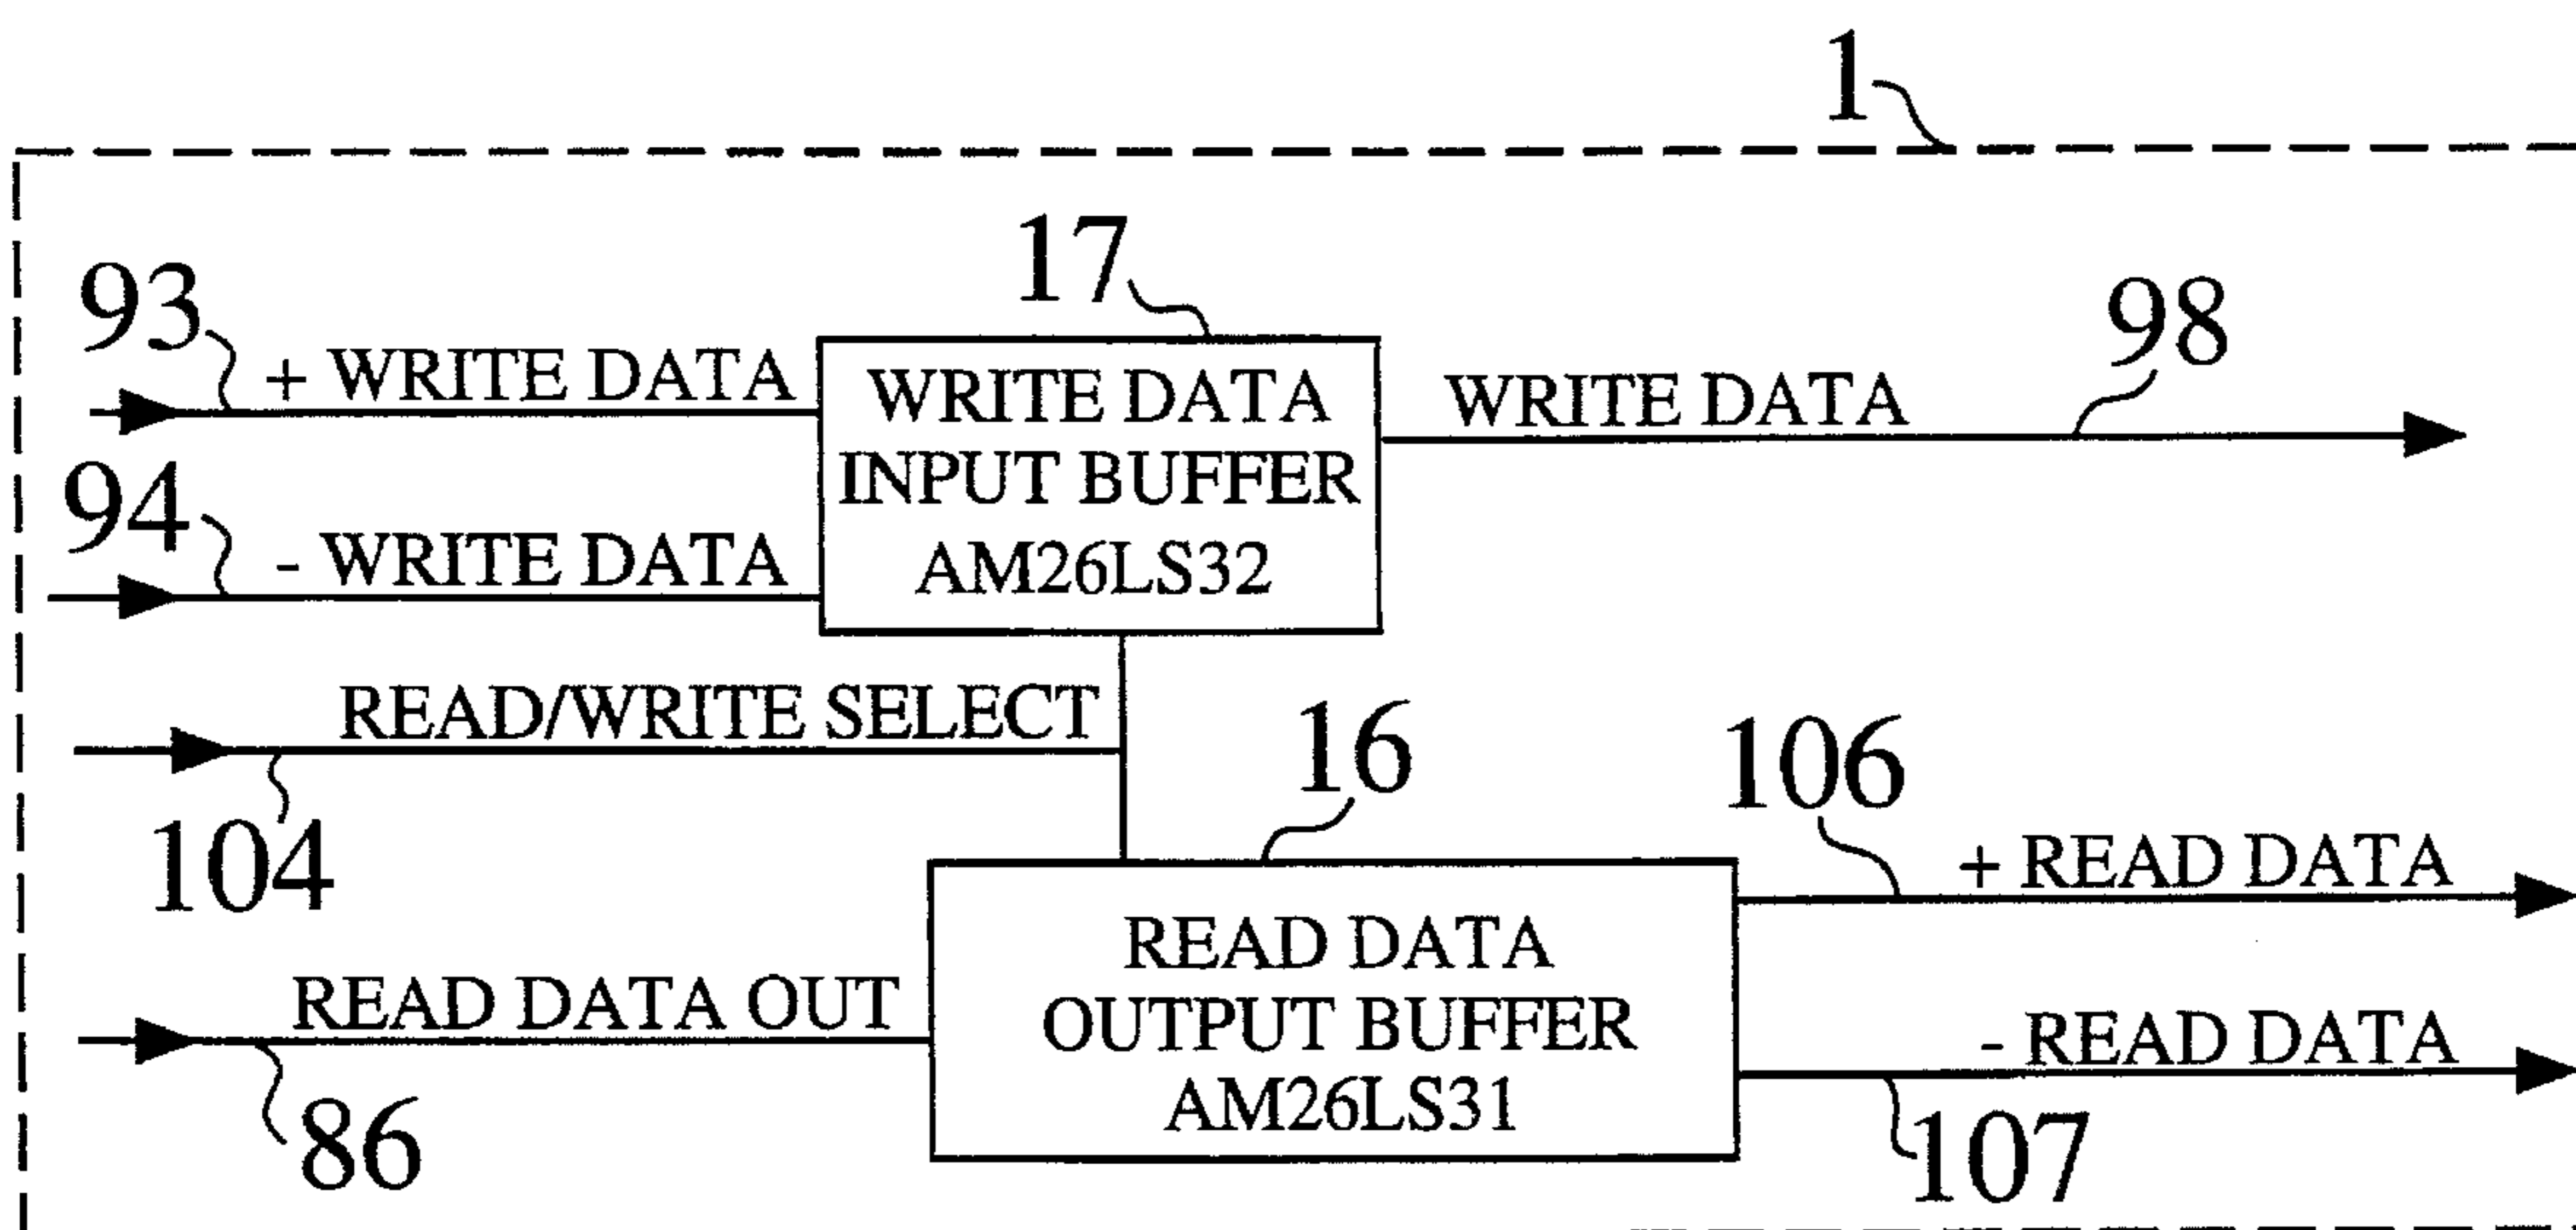 1
17
93
98
+ WRITE DATA
WRITE DATA
INPUT BUFFER
AM26LS32
WRITE DATA
94
- WRITE DATA
READ/WRITE SELECT
104
16
106
+ READ DATA
READ DATA
OUTPUT BUFFER
AM26LS31
READ DATA OUT
86
- READ DATA
107